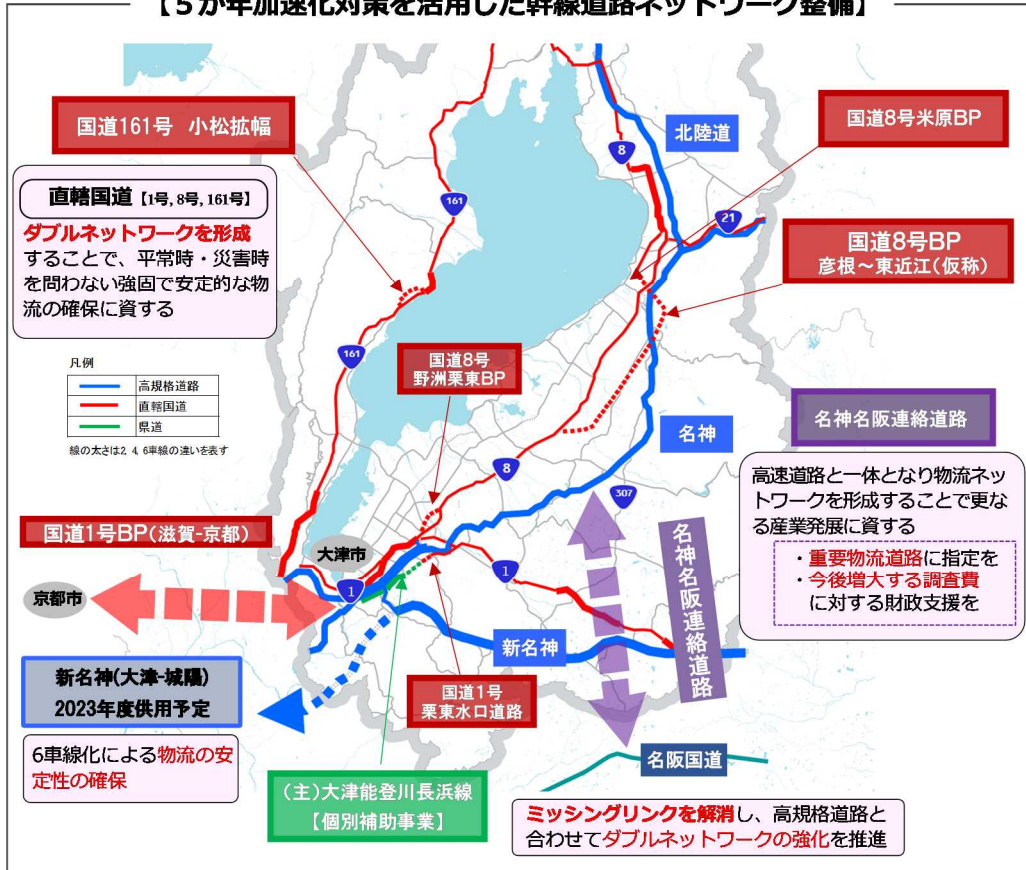 【５か年加速化対策を活用した幹線道路ネットワーク整備】
国道161号 小松拡幅
北陸道
国道8号米原BP
8
161
21
直轄国道【1号,8号,161号】
ダブルネットワークを形成
することで、平常時・災害時
を問わない強固で安定的な物
流の確保に資する
国道8号BP
彦根～東近江(仮称)
凡例
高規格道路
直轄国道
県道
線の太さは2, 4, 6車線の違いを表す
161
国道8号
野洲栗東BP
名神
名神名阪連絡道路
8
307
高速道路と一体となり物流ネッ
トワークを形成することで更な
る産業発展に資する
・重要物流道路に指定を
・今後増大する調査費
に対する財政支援を
国道1号BP(滋賀-京都)
大津市
1
1
京都市
名神名阪連絡道路
新名神
新名神(大津-城陽)
2023年度供用予定
国道1号
栗東水口道路
6車線化による物流の安
定性の確保
名阪国道
(主)大津能登川長浜線
【個別補助事業】
ミッシングリンクを解消し、高規格道路と
合わせてダブルネットワークの強化を推進